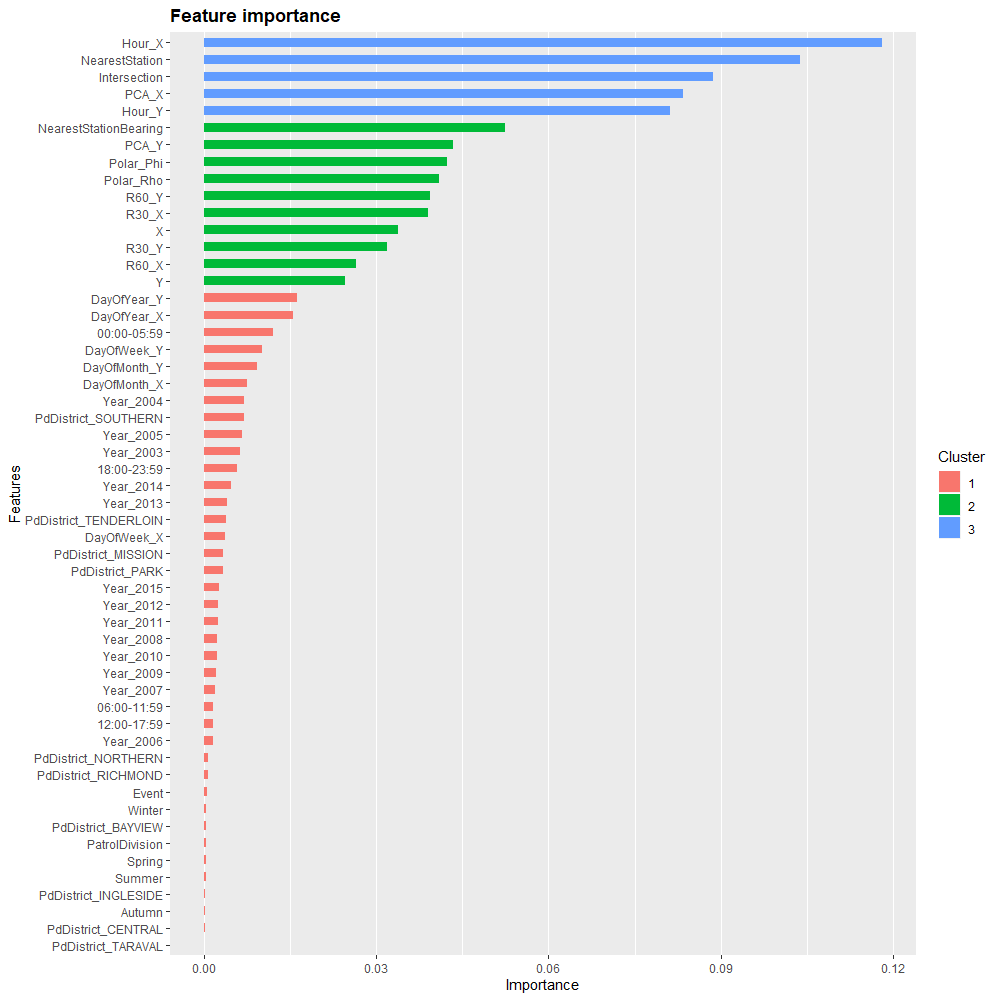 Feature importance
Hour_X
NearestStation
Intersection
PCA_X
Hour_Y
NearestStationBearing
PCA_Y
Polar_Phi
Polar_Rho
R60_Y
R30_X
X
R30_Y
R60_X
Y
DayOfYear_Y
DayOfYear_X
00:00-05:59
DayOfWeek_Y
DayOfMonth_Y
DayOfMonth_X
Year_2004
PdDistrict_SOUTHERN
Year_2005
Year_2003
18:00-23:59
Year_2014
Year_2013
PdDistrict_TENDERLOIN
DayOfWeek_X
PdDistrict_MISSION
PdDistrict_PARK
Year_2015
Year_2012
Year_2011
Year_2008
Year_2010
Year_2009
Year_2007
06:00-11:59
12:00-17:59
Year_2006
PdDistrict_NORTHERN
PdDistrict_RICHMOND
Event
Winter
PdDistrict_BAYVIEW
PatrolDivision
Spring
Summer
PdDistrict_INGLESIDE
Autumn
PdDistrict_CENTRAL
PdDistrict_TARAVAL
Features
0.00 0.03 0.06 0.09 0.12
Importance
Cluster
1
2
3